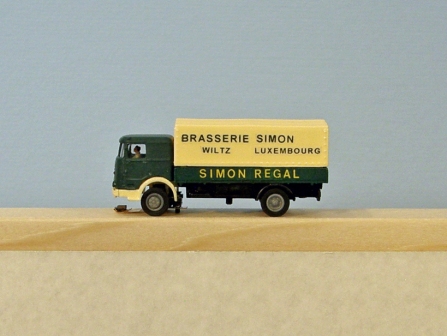 BRASSERIE SIMON
WILTZ LUXEMBOURG
SIMON REGAL